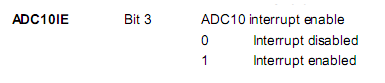 ADC10IE Bit 3 ADC10 interrupt enable
0 Interrupt disabled
1 Interrupt enabled